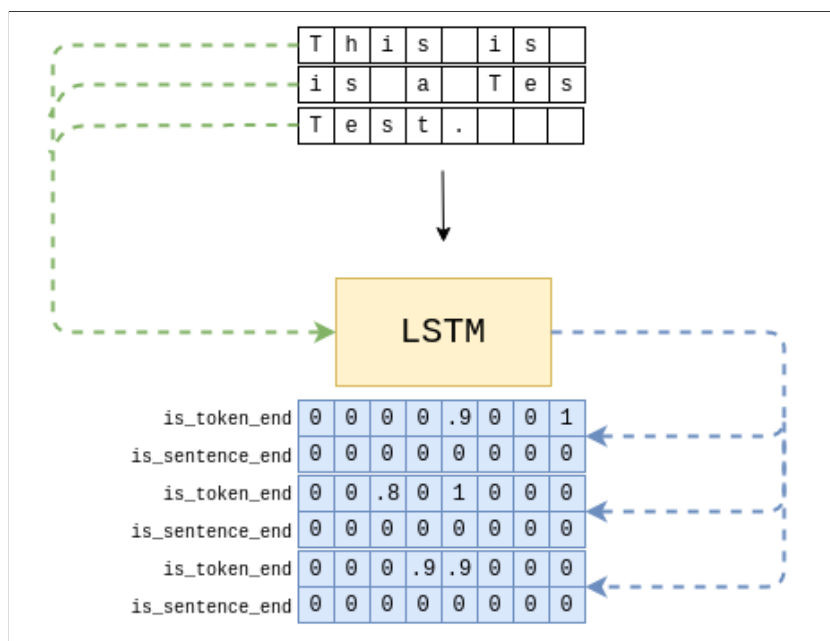 T h i s   i s
i s   a   T e s
T e s t .
LSTM
is_token_end 0 0 0 0 .9 0 0 1
is_sentence_end 0 0 0 0 0 0 0 0
is_token_end 0 0 .8 0 1 0 0 0
is_sentence_end 0 0 0 0 0 0 0 0
is_token_end 0 0 0 .9 .9 0 0 0
is_sentence_end 0 0 0 0 0 0 0 0